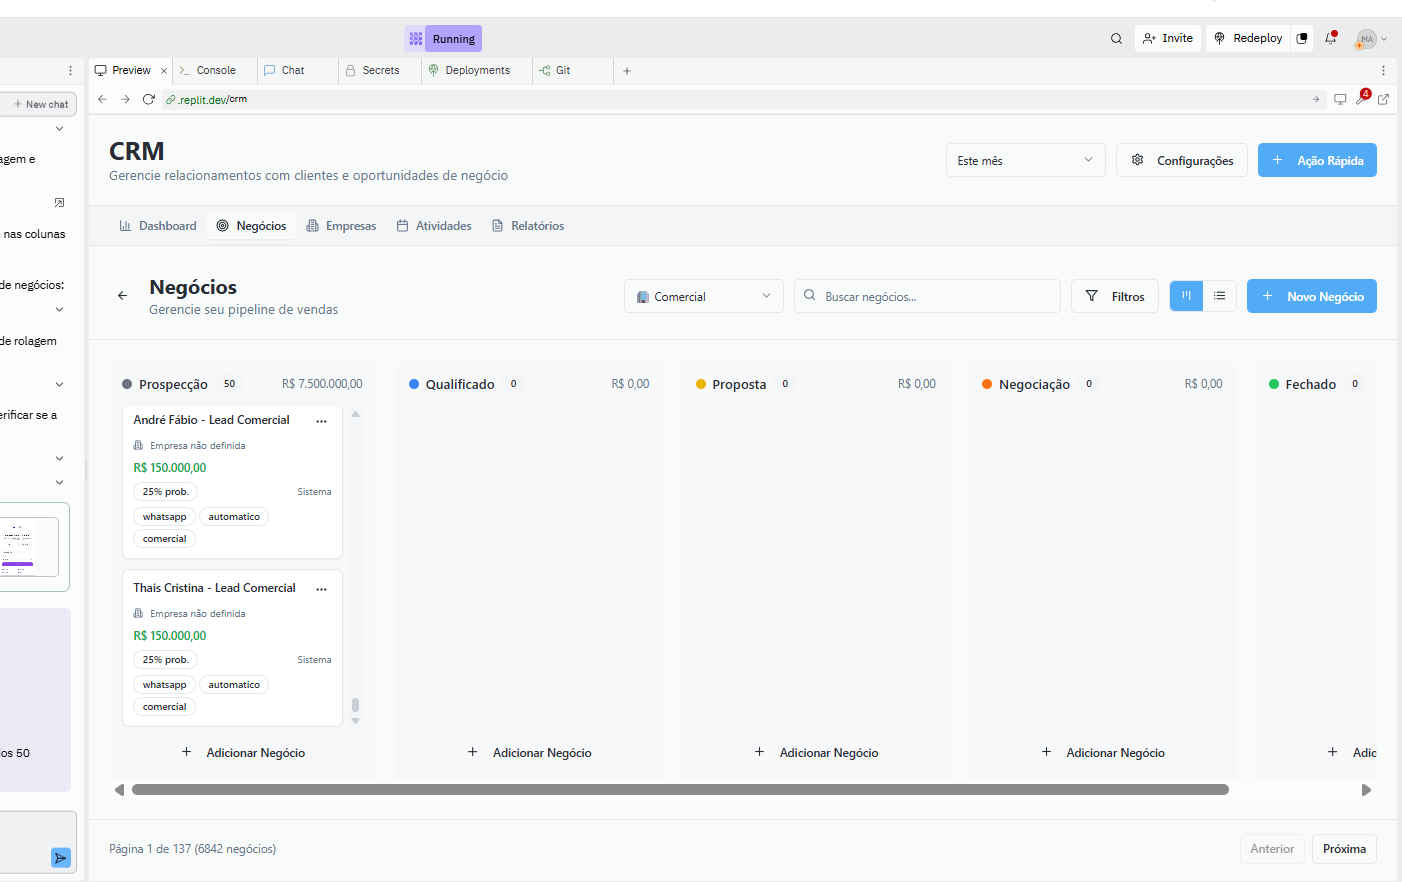 Running
Invite
Redeploy
MA
Preview
Console
Chat
Secrets
Deployments
Git
New chat
.replit.dev/crm
4
agem e
nas colunas
de negócios:
de rolagem
erificar se a
os 50
CRM
Gerencie relacionamentos com clientes e oportunidades de negócio
Este mês
Configurações
Ação Rápida
Dashboard
Negócios
Empresas
Atividades
Relatórios
Negócios
Gerencie seu pipeline de vendas
Comercial
Buscar negócios...
Filtros
Novo Negócio
Prospecção 50 R$ 7.500.000,00
Qualificado 0 R$ 0,00
Proposta 0 R$ 0,00
Negociação 0 R$ 0,00
Fechado 0
André Fábio - Lead Comercial
Empresa não definida
R$ 150.000,00
25% prob. Sistema
whatsapp automatico
comercial
Thais Cristina - Lead Comercial
Empresa não definida
R$ 150.000,00
25% prob. Sistema
whatsapp automatico
comercial
+ Adicionar Negócio
+ Adicionar Negócio
+ Adicionar Negócio
+ Adicionar Negócio
+ Adic
Página 1 de 137 (6842 negócios)
Anterior
Próxima